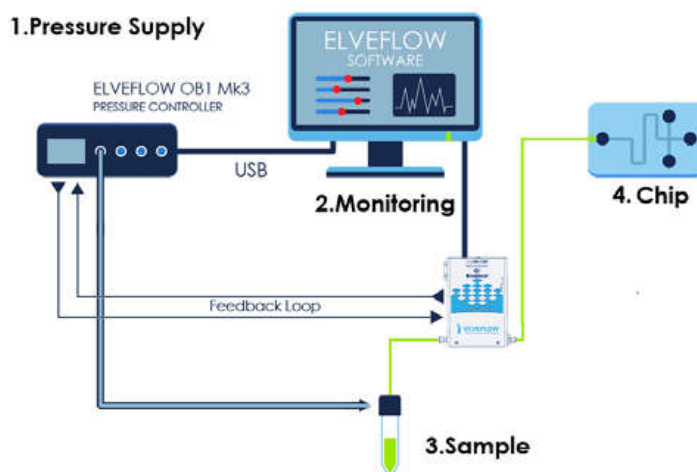 1.Pressure Supply
ELVEFLOW
SOFTWARE
ELVEFLOW OB1 Mk3
PRESSURE CONTROLLER
USB
2.Monitoring
4. Chip
Feedback Loop
ELVEFLOW
3.Sample